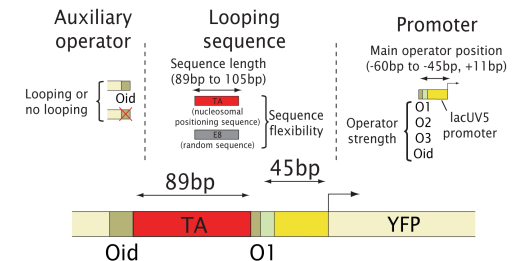 Auxiliary
operator
Looping
sequence
Promoter
Looping or
no looping
Oid
Sequence length
(89bp to 105bp)
TA
(nucleosomal
positioning sequence)
E8
(random sequence)
Sequence
flexibility
Main operator position
(-60bp to -45bp, +11bp)
Operator
strength
O1
O2
O3
Oid
lacUV5
promoter
89bp
45bp
TA
YFP
Oid
O1